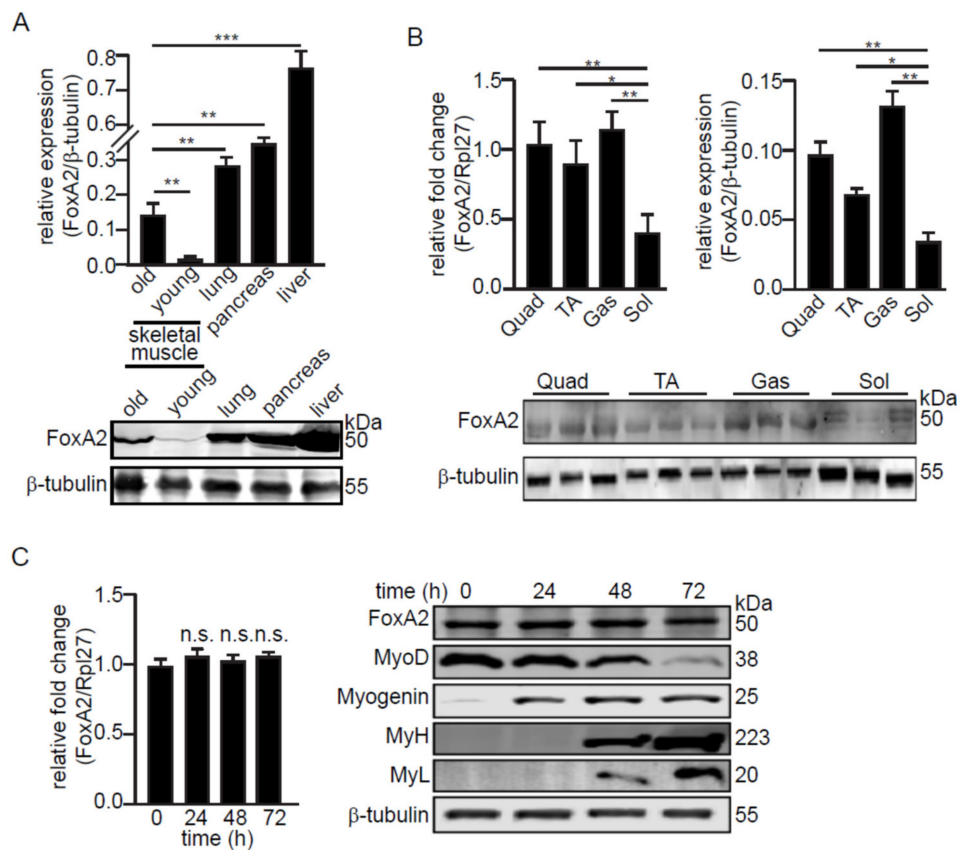 A
relative expression
(FoxA2/β-tubulin)
0.8
0.6
0.3
0.2
0.1
0.0
***
**
**
**
old
young
lung
pancreas
liver
skeletal
muscle
old
young
lung
pancreas
liver
kDa
FoxA2
50
β-tubulin
55
B
relative fold change
(FoxA2/Rpl27)
1.5
1.0
0.5
0.0
**
*
**
Quad
TA
Gas
Sol
relative expression
(FoxA2/β-tubulin)
0.15
0.10
0.05
0.0
**
*
**
Quad
TA
Gas
Sol
Quad TA Gas Sol
kDa
FoxA2
50
β-tubulin
55
C
relative fold change
(FoxA2/Rpl27)
1.5
1.0
0.5
0.0
n.s. n.s. n.s.
0 24 48 72
time (h)
time (h) 0 24 48 72
kDa
FoxA2 50
MyoD 38
Myogenin 25
MyH 223
MyL 20
β-tubulin 55